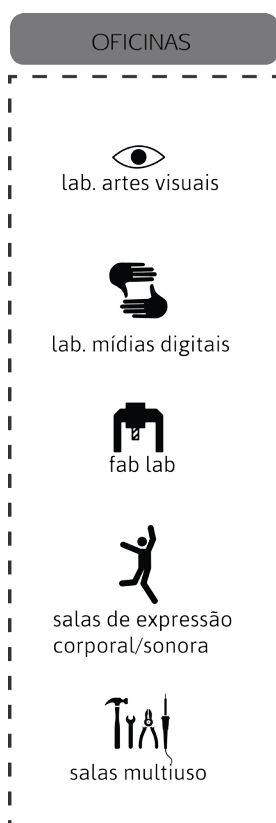 OFICINAS
lab. artes visuais
lab. mídias digitais
fab lab
salas de expressão
corporal/sonora
salas multiuso